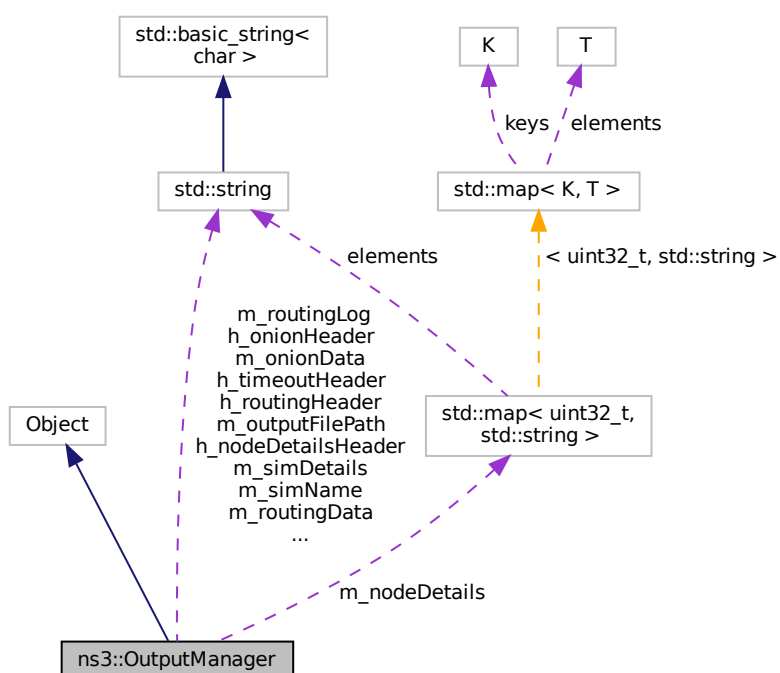 std::basic_string<
char >
K
T
keys
elements
std::string
std::map< K, T >
elements
< uint32_t, std::string >
m_routingLog
h_onionHeader
m_onionData
h_timeoutHeader
h_routingHeader
m_outputFilePath
h_nodeDetailsHeader
m_simDetails
m_simName
m_routingData
...
Object
std::map< uint32_t,
std::string >
m_nodeDetails
ns3::OutputManager